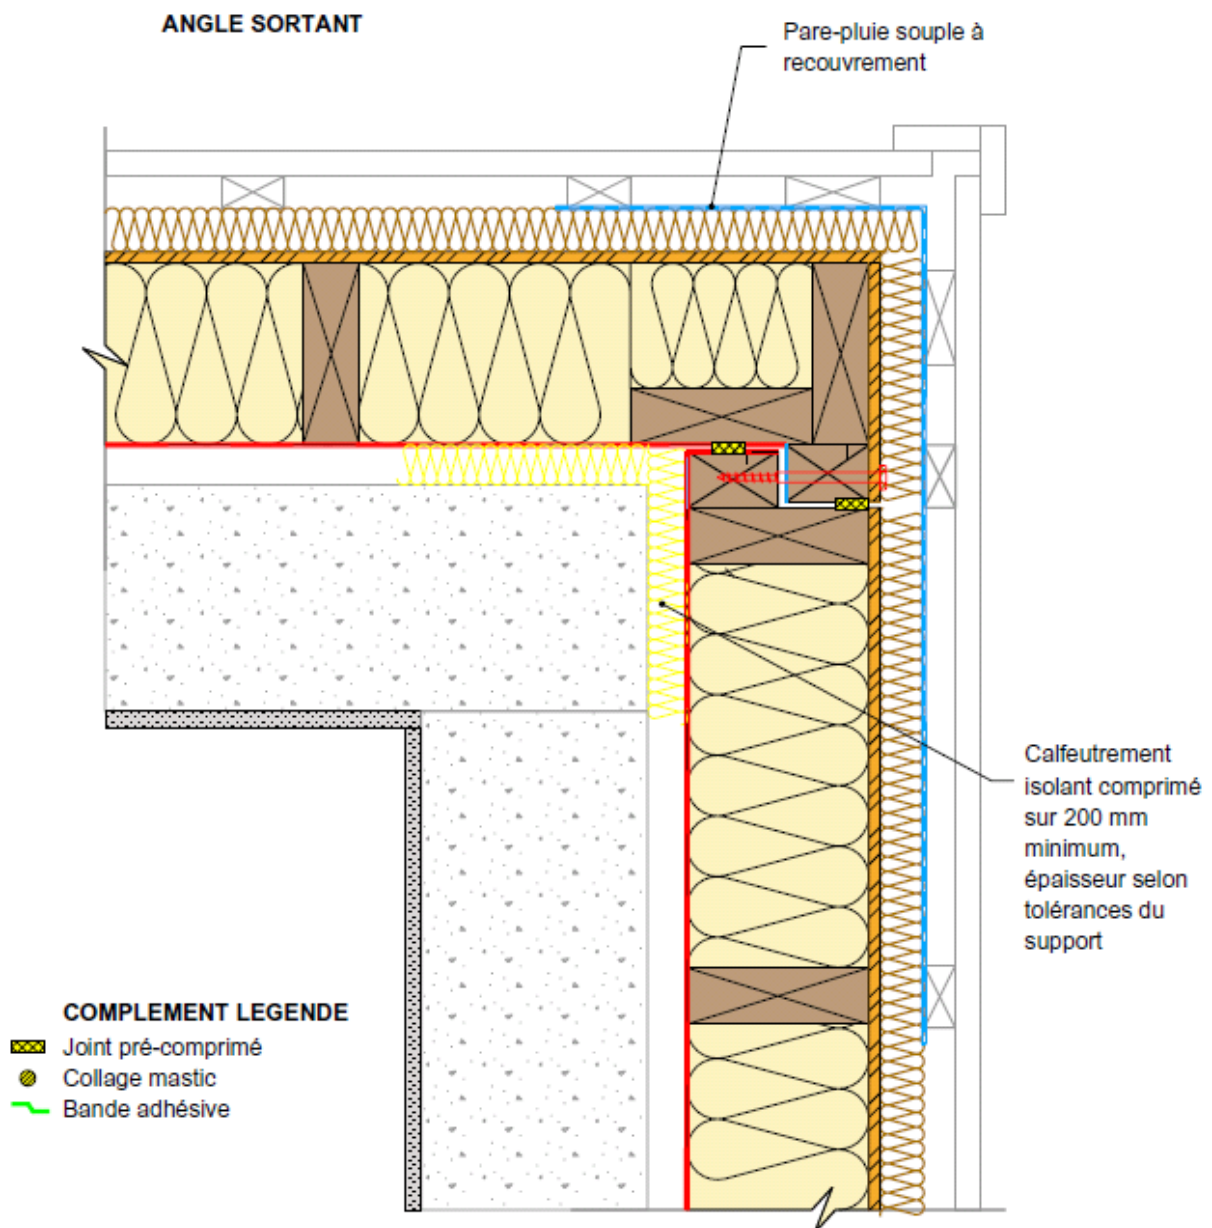 ANGLE SORTANT
Pare-pluie souple à
recouvrement
Calfeutrement
isolant comprimé
sur 200 mm
minimum,
épaisseur selon
tolérances du
support
COMPLEMENT LEGENDE
Joint pré-comprimé
Collage mastic
Bande adhésive